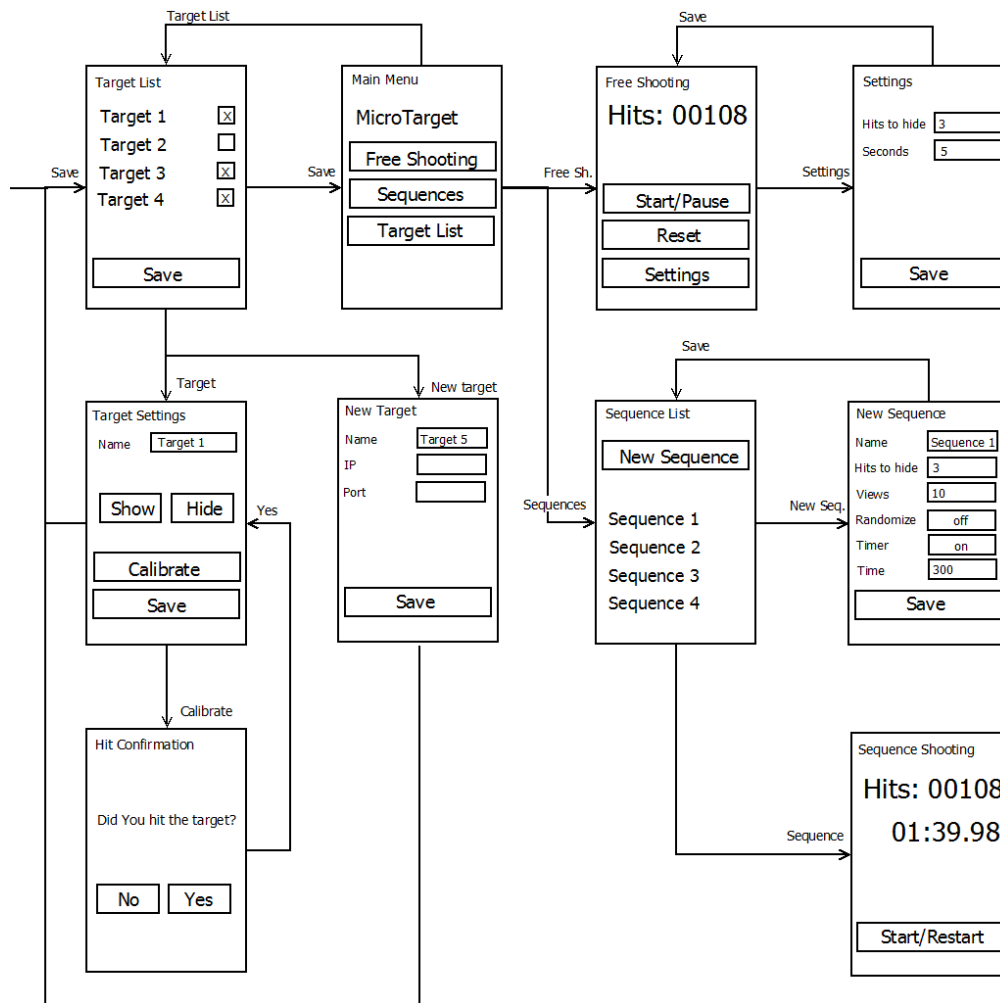 Target List
Save
Target List
Target 1 X
Target 2
Target 3 X
Target 4 X
Save
Save
Save
Main Menu
MicroTarget
Free Shooting
Sequences
Target List
Free Sh.
Free Shooting
Hits: 00108
Start/Pause
Reset
Settings
Settings
Settings
Hits to hide 3
Seconds 5
Save
Save
Target
New target
Target Settings
Name Target 1
Show Hide
Calibrate
Save
Yes
New Target
Name Target 5
IP
Port
Save
Sequences
Sequence List
New Sequence
Sequence 1
Sequence 2
Sequence 3
Sequence 4
New Seq.
New Sequence
Name Sequence 1
Hits to hide 3
Views 10
Randomize off
Timer on
Time 300
Save
Calibrate
Hit Confirmation
Did You hit the target?
No Yes
Sequence
Sequence Shooting
Hits: 00108
01:39.98
Start/Restart